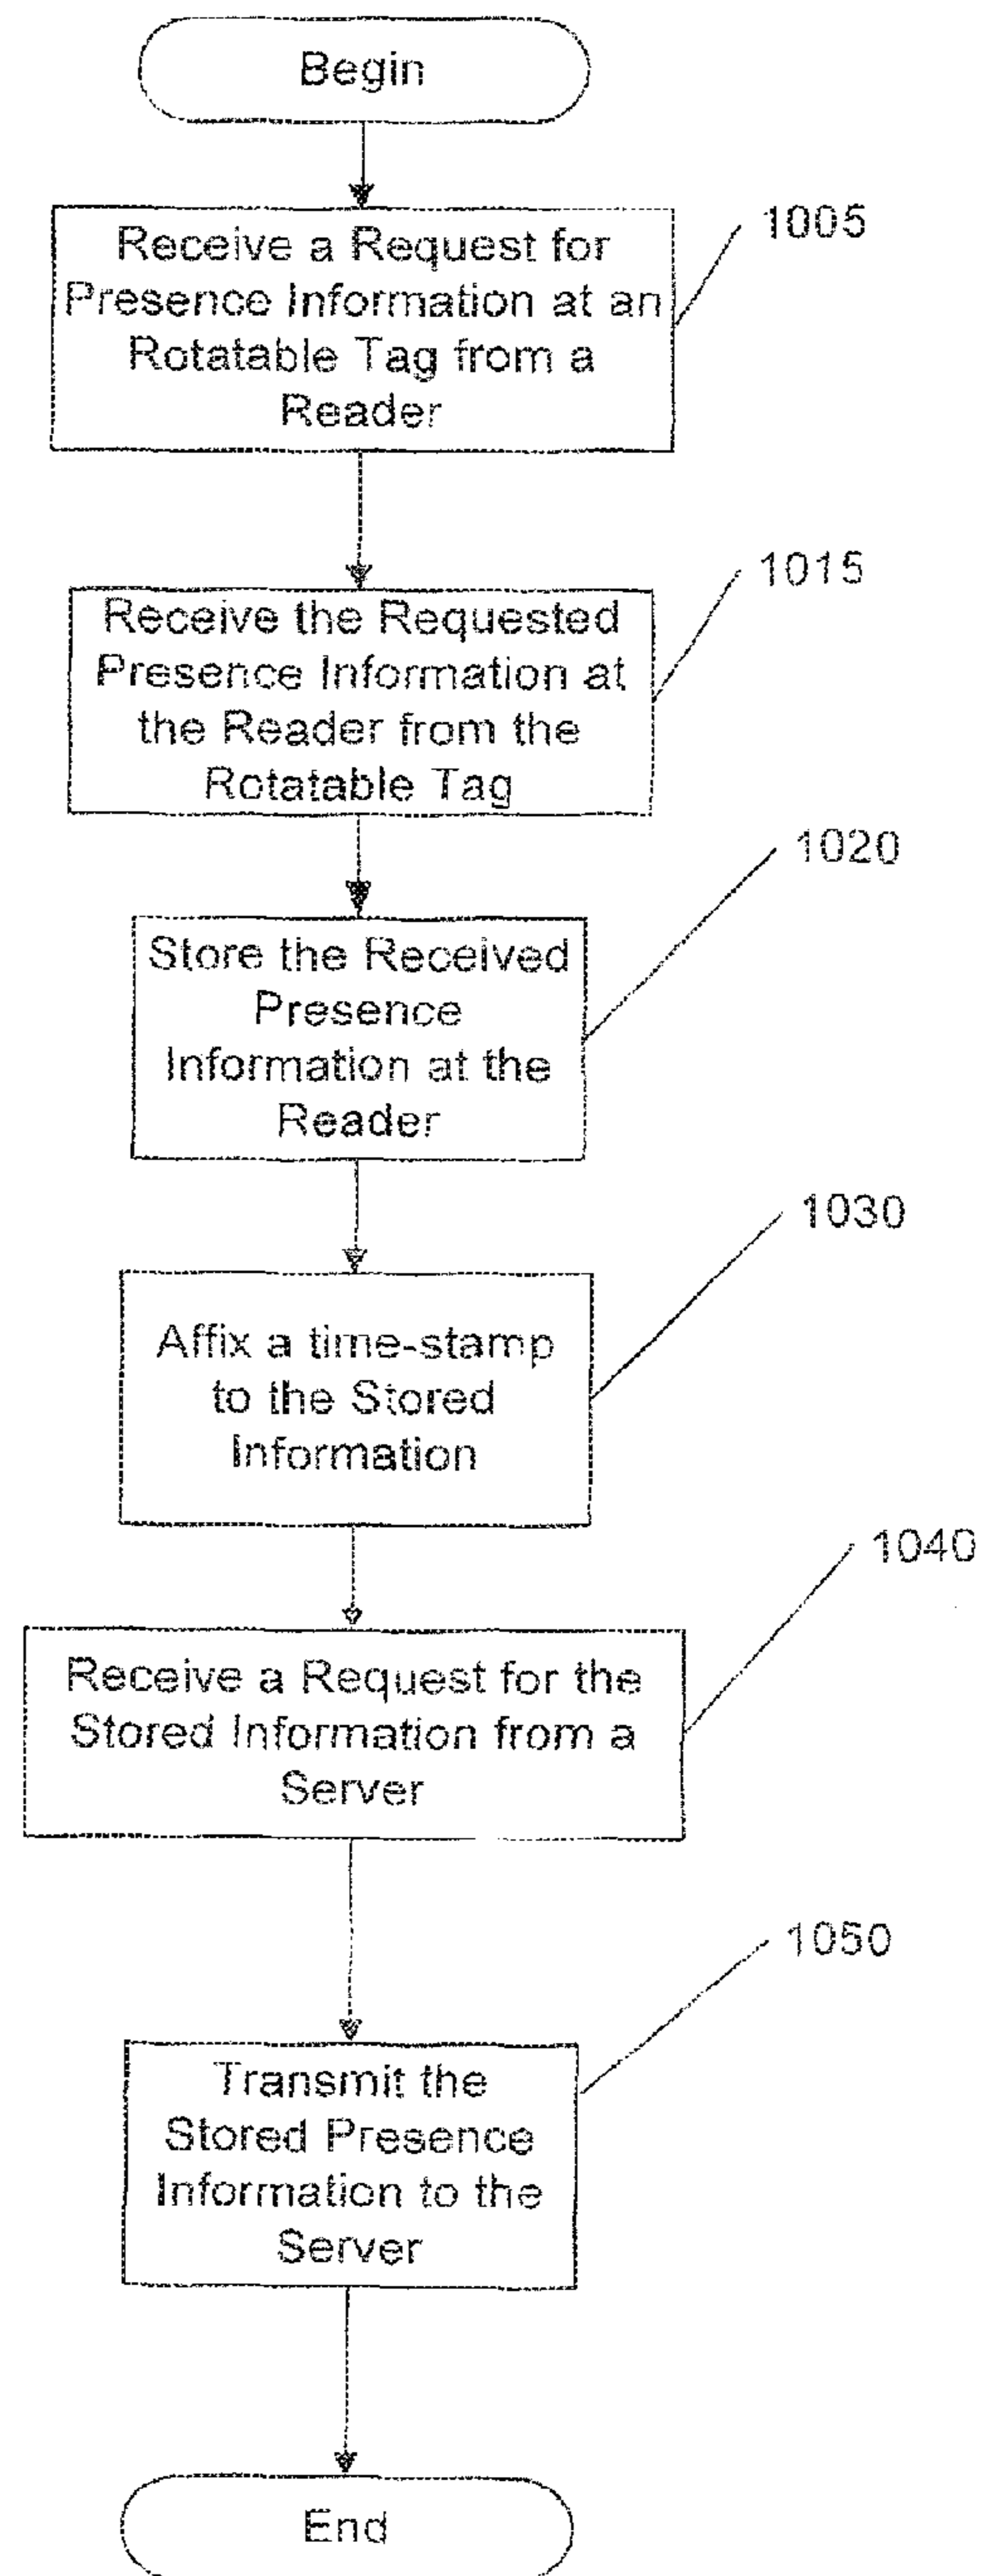 Begin
1005
Receive a Request for
Presence Information at an
Rotatable Tag from a
Reader
1015
Receive the Requested
Presence Information at
the Reader from the
Rotatable Tag
1020
Store the Received
Presence
Information at the
Reader
1030
Affix a time-stamp
to the Stored
Information
1040
Receive a Request for the
Stored Information from a
Server
1050
Transmit the
Stored Presence
Information to the
Server
End